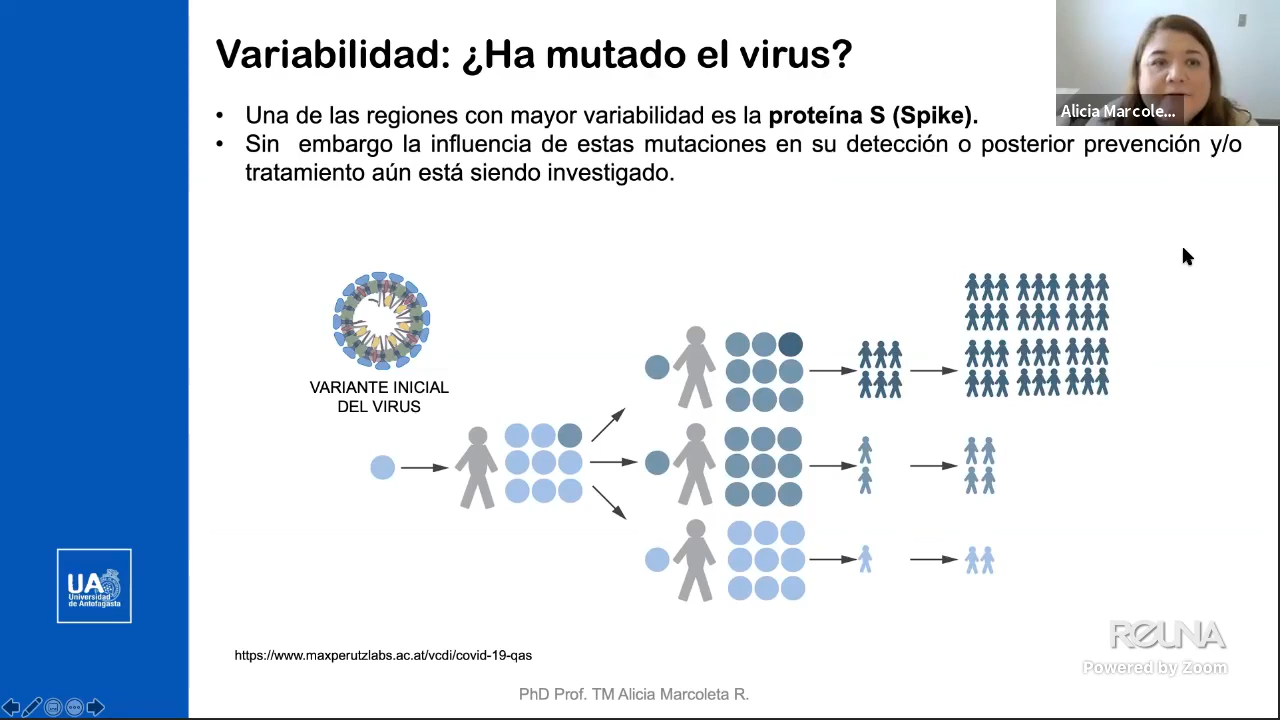 Variabilidad: ¿Ha mutado el virus?
Alicia Marcole...
• Una de las regiones con mayor variabilidad es la proteína S (Spike).
• Sin embargo la influencia de estas mutaciones en su detección o posterior prevención y/o
tratamiento aún está siendo investigado.
VARIANTE INICIAL
DEL VIRUS
UA
Universidad
de Antofagasta
REUNA
Powered by Zoom
https://www.maxperutzlabs.ac.at/vcdi/covid-19-qas
PhD Prof. TM Alicia Marcoleta R.